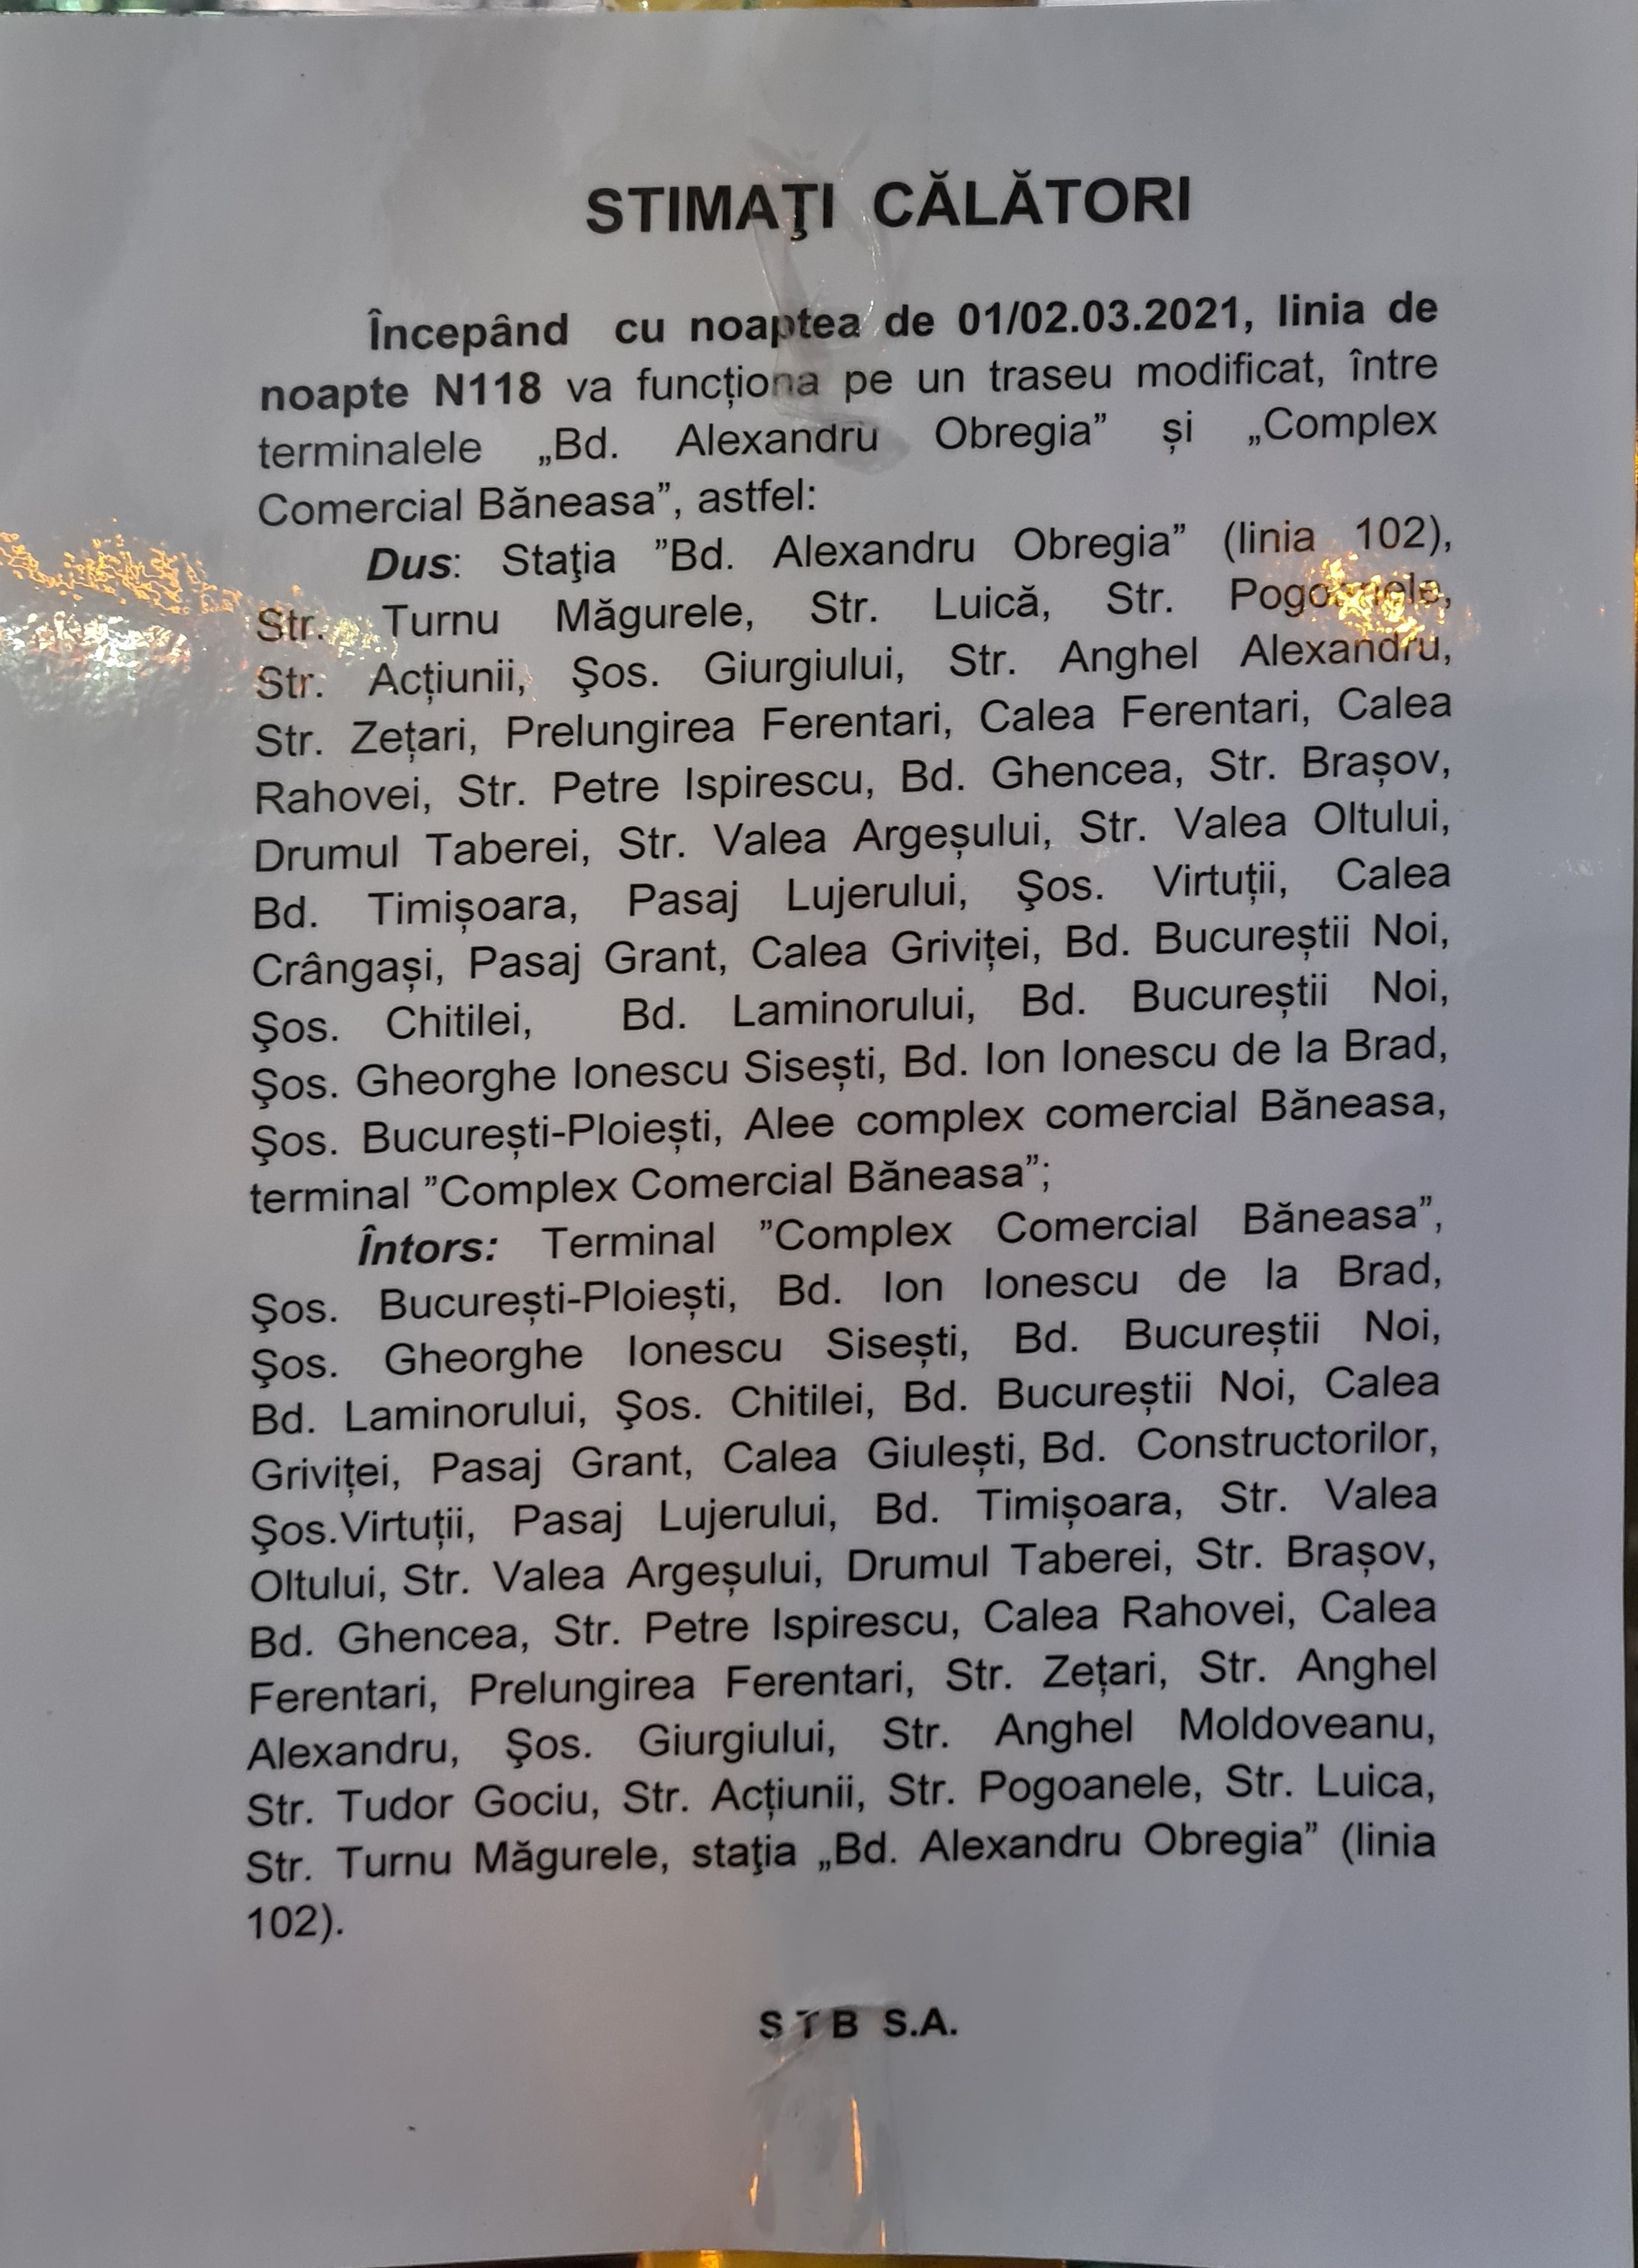 STIMAŢI CĂLĂTORI
Începând cu noaptea de 01/02.03.2021, linia de
noapte N118 va funcționa pe un traseu modificat, între
terminalele „Bd. Alexandru Obregia” și „Complex
Comercial Băneasa”, astfel:
Dus: Staţia ”Bd. Alexandru Obregia” (linia 102),
Str. Turnu Măgurele, Str. Luică, Str. Pogoanele,
Str. Acțiunii, Şos. Giurgiului, Str. Anghel Alexandru,
Str. Zețari, Prelungirea Ferentari, Calea Ferentari, Calea
Rahovei, Str. Petre Ispirescu, Bd. Ghencea, Str. Brașov,
Drumul Taberei, Str. Valea Argeșului, Str. Valea Oltului,
Bd. Timișoara, Pasaj Lujerului, Şos. Virtuții, Calea
Crângași, Pasaj Grant, Calea Griviței, Bd. Bucureștii Noi,
Şos. Chitilei, Bd. Laminorului, Bd. Bucureștii Noi,
Şos. Gheorghe Ionescu Sisești, Bd. Ion Ionescu de la Brad,
Şos. București-Ploiești, Alee complex comercial Băneasa,
terminal ”Complex Comercial Băneasa”;
Întors: Terminal ”Complex Comercial Băneasa”,
Şos. București-Ploiești, Bd. Ion Ionescu de la Brad,
Şos. Gheorghe Ionescu Sisești, Bd. Bucureștii Noi,
Bd. Laminorului, Şos. Chitilei, Bd. Bucureștii Noi, Calea
Griviței, Pasaj Grant, Calea Giulești, Bd. Constructorilor,
Şos.Virtuții, Pasaj Lujerului, Bd. Timișoara, Str. Valea
Oltului, Str. Valea Argeșului, Drumul Taberei, Str. Brașov,
Bd. Ghencea, Str. Petre Ispirescu, Calea Rahovei, Calea
Ferentari, Prelungirea Ferentari, Str. Zețari, Str. Anghel
Alexandru, Şos. Giurgiului, Str. Anghel Moldoveanu,
Str. Tudor Gociu, Str. Acțiunii, Str. Pogoanele, Str. Luica,
Str. Turnu Măgurele, staţia „Bd. Alexandru Obregia” (linia
102).
S T B S.A.